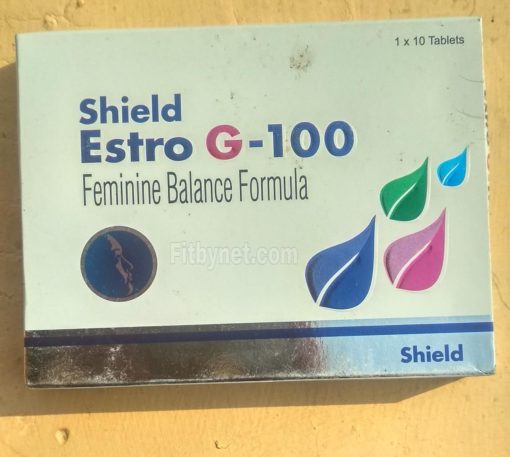 1 x 10 Tablets
Shield
Estro G-100
Feminine Balance Formula
Fitbynet.com
Shield